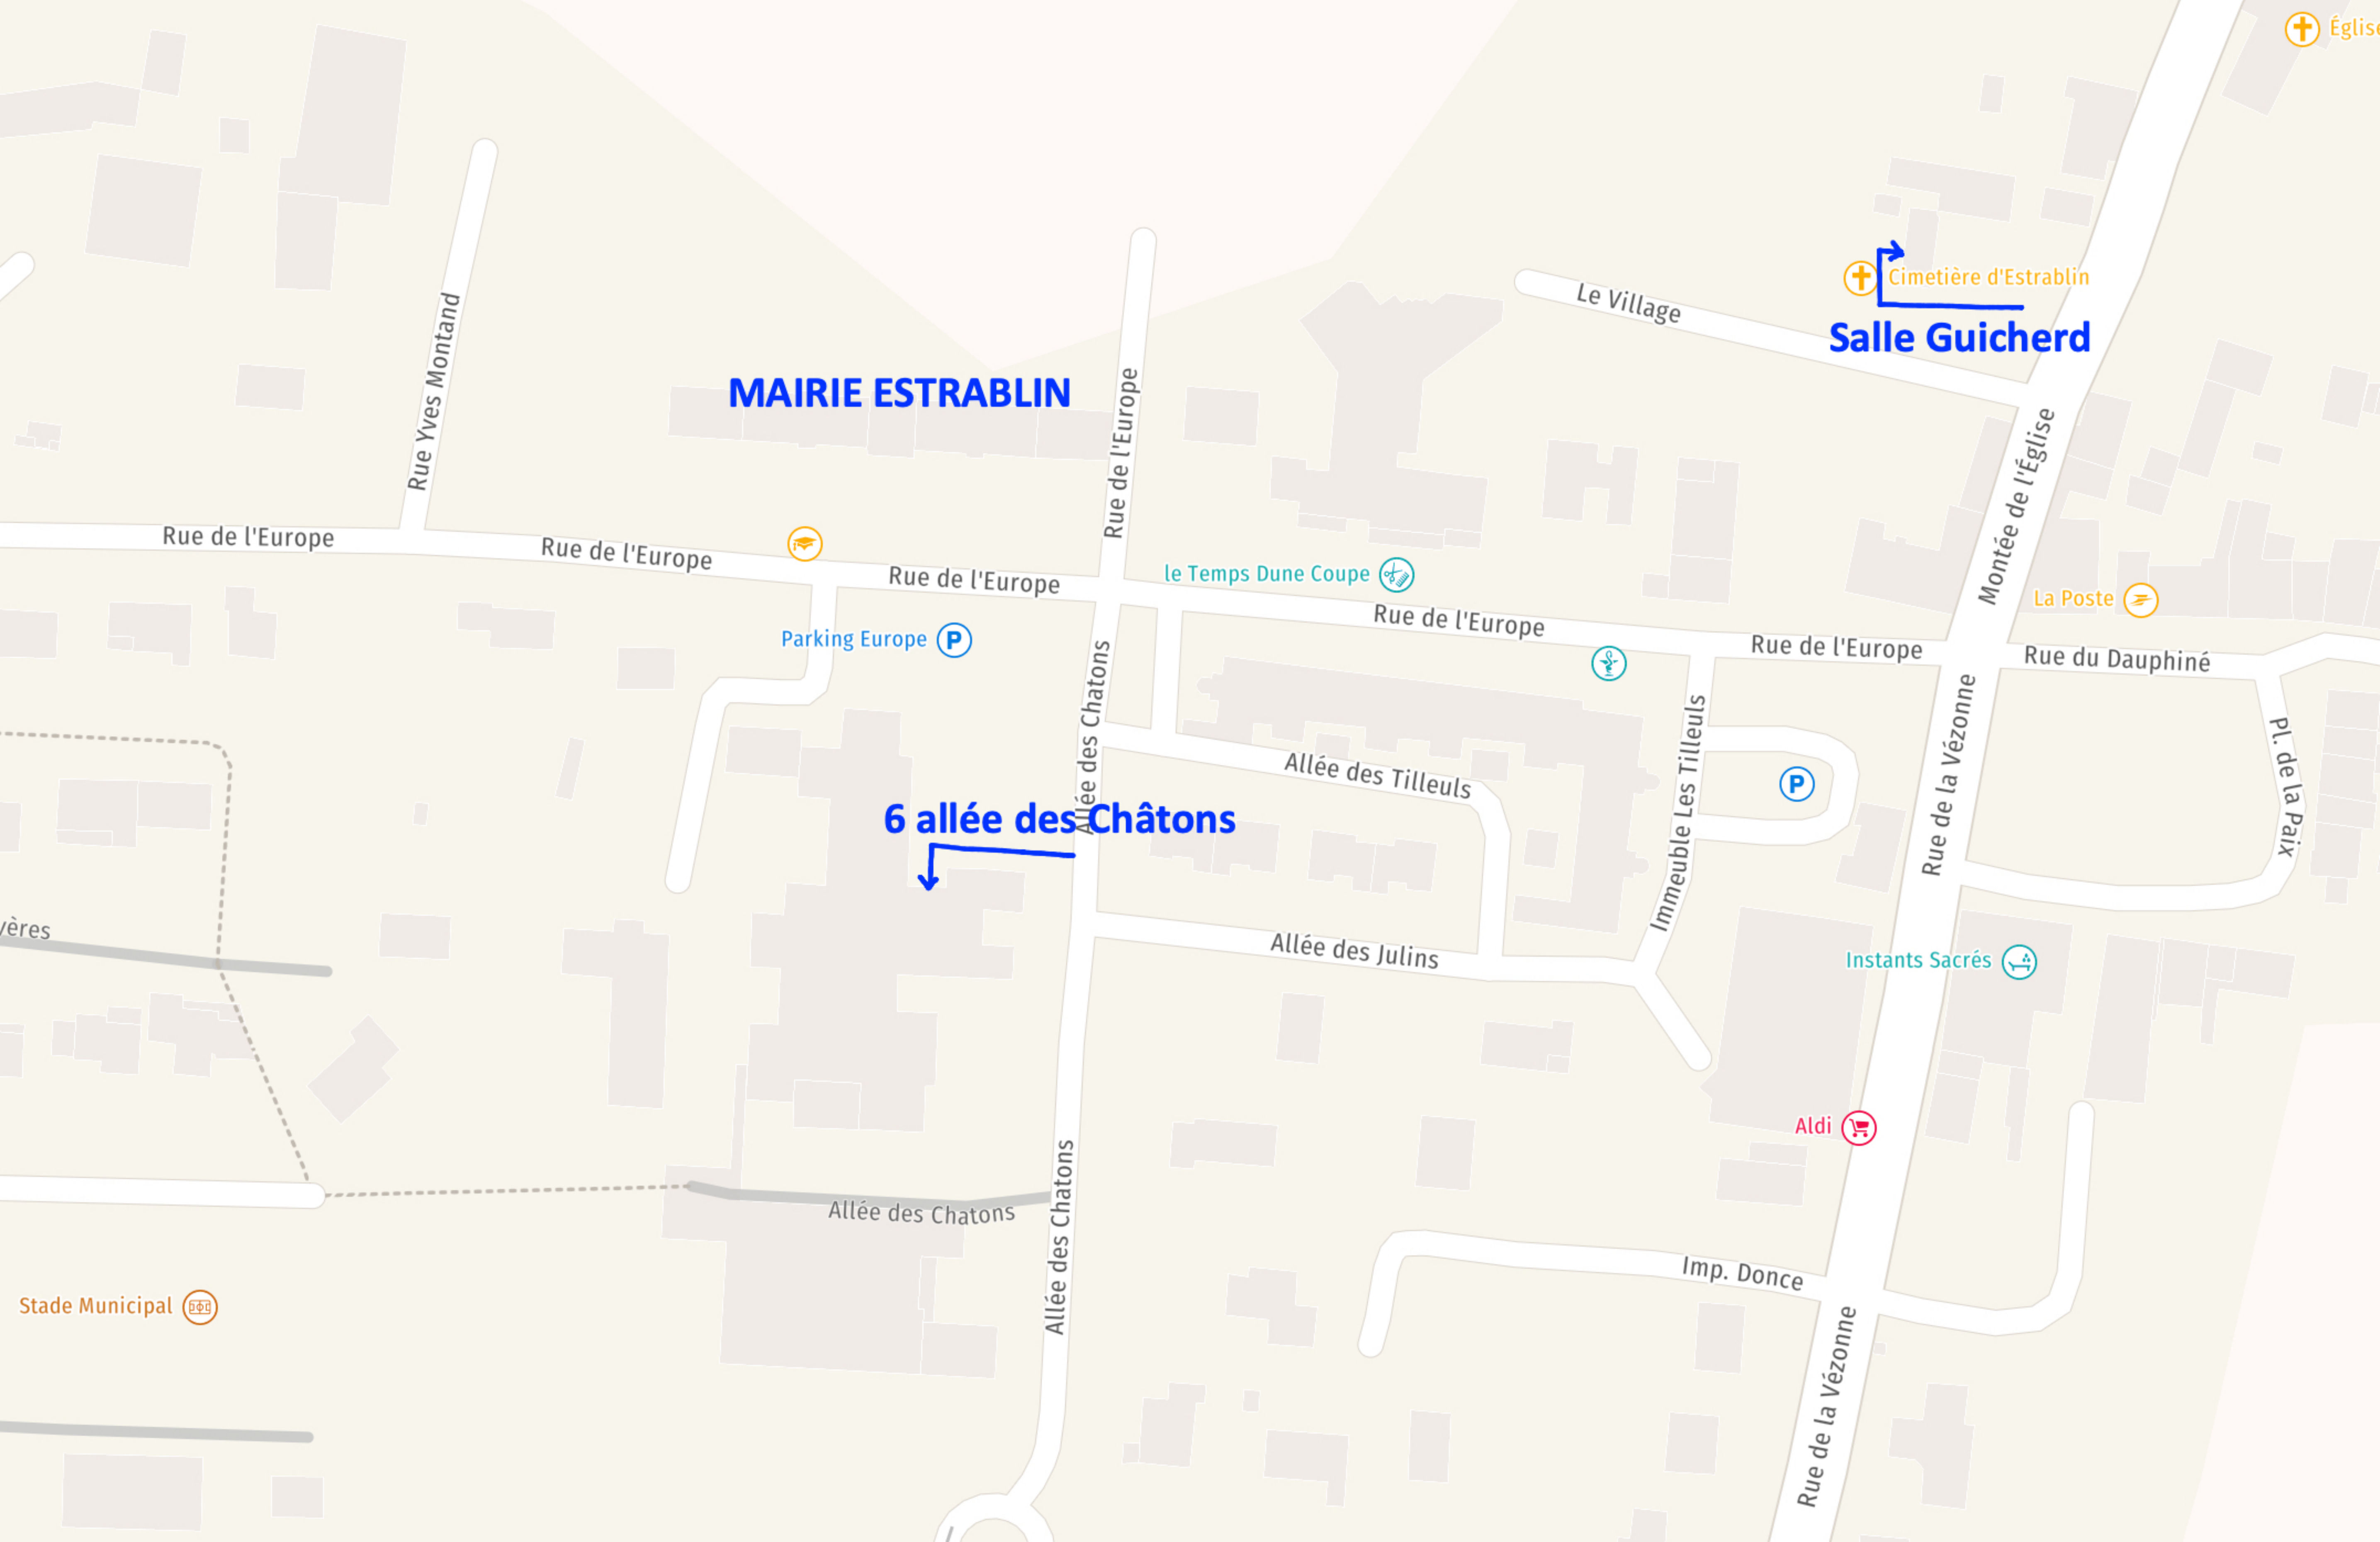 Église
Cimetière d'Estrablin
Le Village
Salle Guicherd
Rue Yves Montand
MAIRIE ESTRABLIN
Rue de l'Europe
Montée de l'Église
Rue de l'Europe
Rue de l'Europe
Rue de l'Europe
le Temps Dune Coupe
La Poste
Rue de l'Europe
Rue de l'Europe
Rue du Dauphiné
Parking Europe
P
Allée des Chatons
Allée des Tilleuls
Immeuble Les Tilleuls
P
Rue de la Vézonne
Pl. de la Paix
6 allée des Châtons
yères
Allée des Julins
Instants Sacrés
Aldi
Allée des Chatons
Allée des Chatons
Imp. Donce
Stade Municipal
Rue de la Vézonne